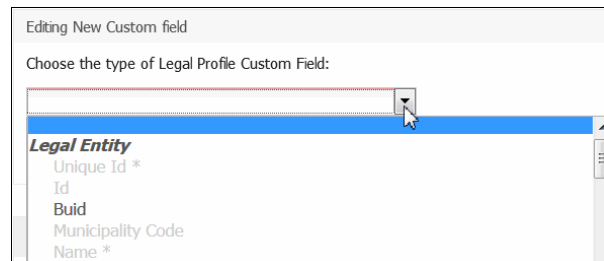 Editing New Custom field
Choose the type of Legal Profile Custom Field:
Legal Entity
Unique Id *
Id
Buid
Municipality Code
Name *